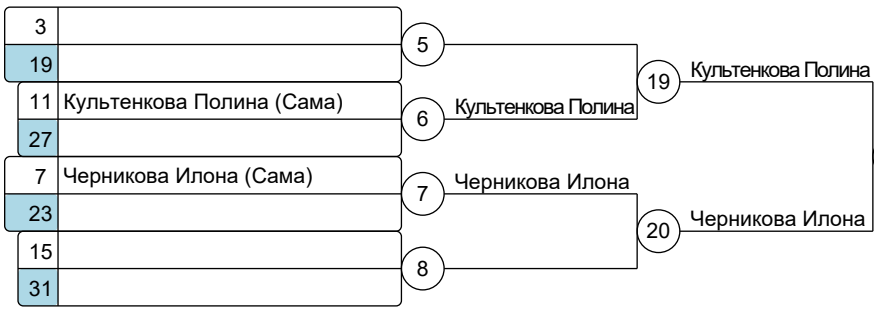 3
5
19
19 Культенкова Полина
11 Культенкова Полина (Сама)
6 Культенкова Полина
27
7 Черникова Илона (Сама)
7 Черникова Илона
23
20 Черникова Илона
15
8
31